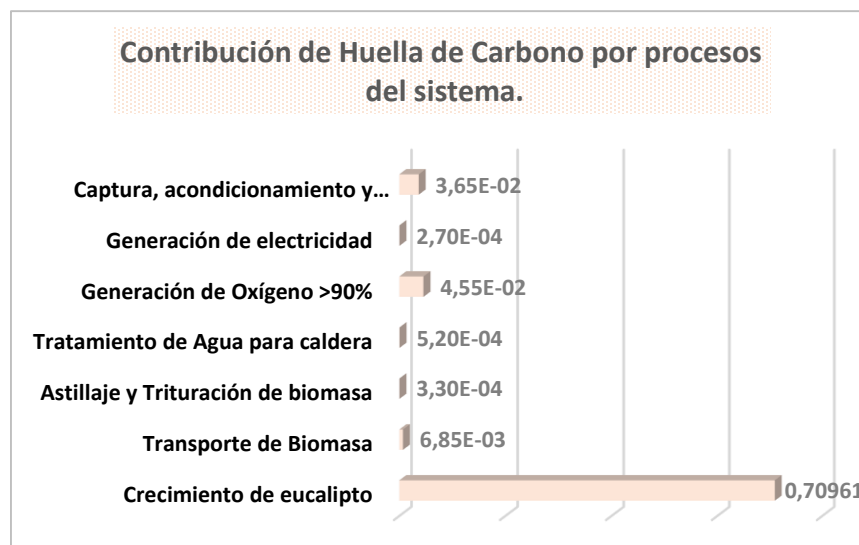 Contribución de Huella de Carbono por procesos
del sistema.
Captura, acondicionamiento y... 3,65E-02
Generación de electricidad 2,70E-04
Generación de Oxígeno >90% 4,55E-02
Tratamiento de Agua para caldera 5,20E-04
Astillaje y Trituración de biomasa 3,30E-04
Transporte de Biomasa 6,85E-03
Crecimiento de eucalipto 0,70961